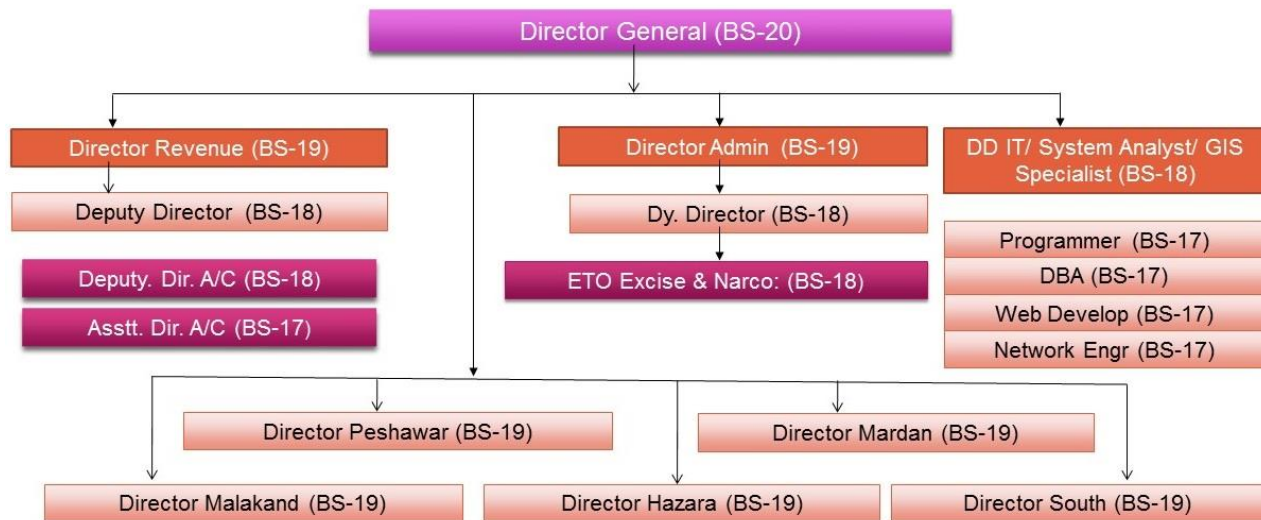 Director General (BS-20)
Director Revenue (BS-19)
Director Admin (BS-19)
DD IT/ System Analyst/ GIS
Specialist (BS-18)
Deputy Director (BS-18)
Dy. Director (BS-18)
Deputy. Dir. A/C (BS-18)
Asstt. Dir. A/C (BS-17)
ETO Excise & Narco: (BS-18)
Programmer (BS-17)
DBA (BS-17)
Web Develop (BS-17)
Network Engr (BS-17)
Director Peshawar (BS-19)
Director Mardan (BS-19)
Director Malakand (BS-19)
Director Hazara (BS-19)
Director South (BS-19)